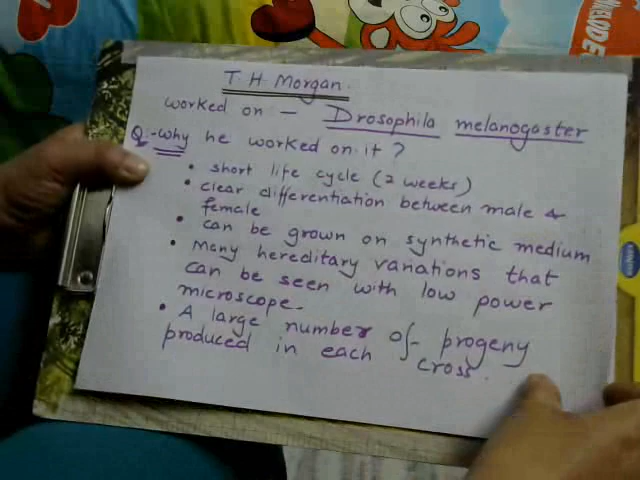 T. H. Morgan.
worked on - Drosophila melanogaster
Q:- Why he worked on it?
• short life cycle (2 weeks)
• clear differentiation between male &
female
• can be grown on synthetic medium
• Many hereditary variations that
can be seen with low power
microscope.
• A large number of progeny
produced in each cross.